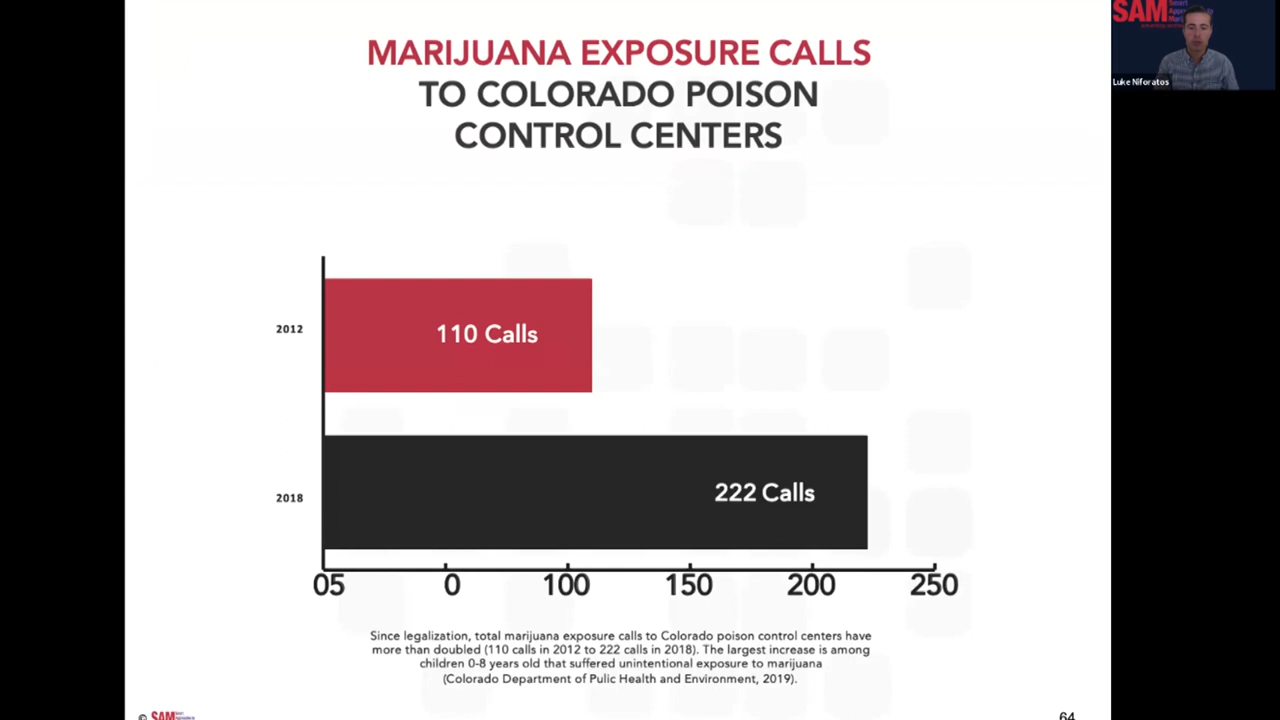 MARIJUANA EXPOSURE CALLS
TO COLORADO POISON
CONTROL CENTERS
SAM
Smart
Luke Niforatos
2012
110 Calls
2018
222 Calls
05 0 100 150 200 250
Since legalization, total marijuana exposure calls to Colorado poison control centers have
more than doubled (110 calls in 2012 to 222 calls in 2018). The largest increase is among
children 0-8 years old that suffered unintentional exposure to marijuana
(Colorado Department of Pulic Health and Environment, 2019).
© SAM
64